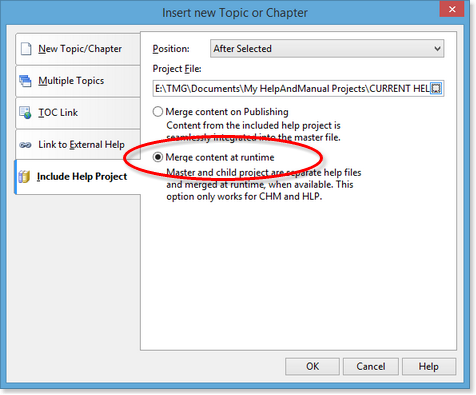 Insert new Topic or Chapter
New Topic/Chapter
Multiple Topics
TOC Link
Link to External Help
Include Help Project
Position: After Selected
Project File:
E:\TMG\Documents\My HelpAndManual Projects\CURRENT HEL
...
Merge content on Publishing
Content from the included help project is
seamlessly integrated into the master file.
Merge content at runtime
Master and child project are separate help files
and merged at runtime, when available. This
option only works for CHM and HLP.
OK Cancel Help